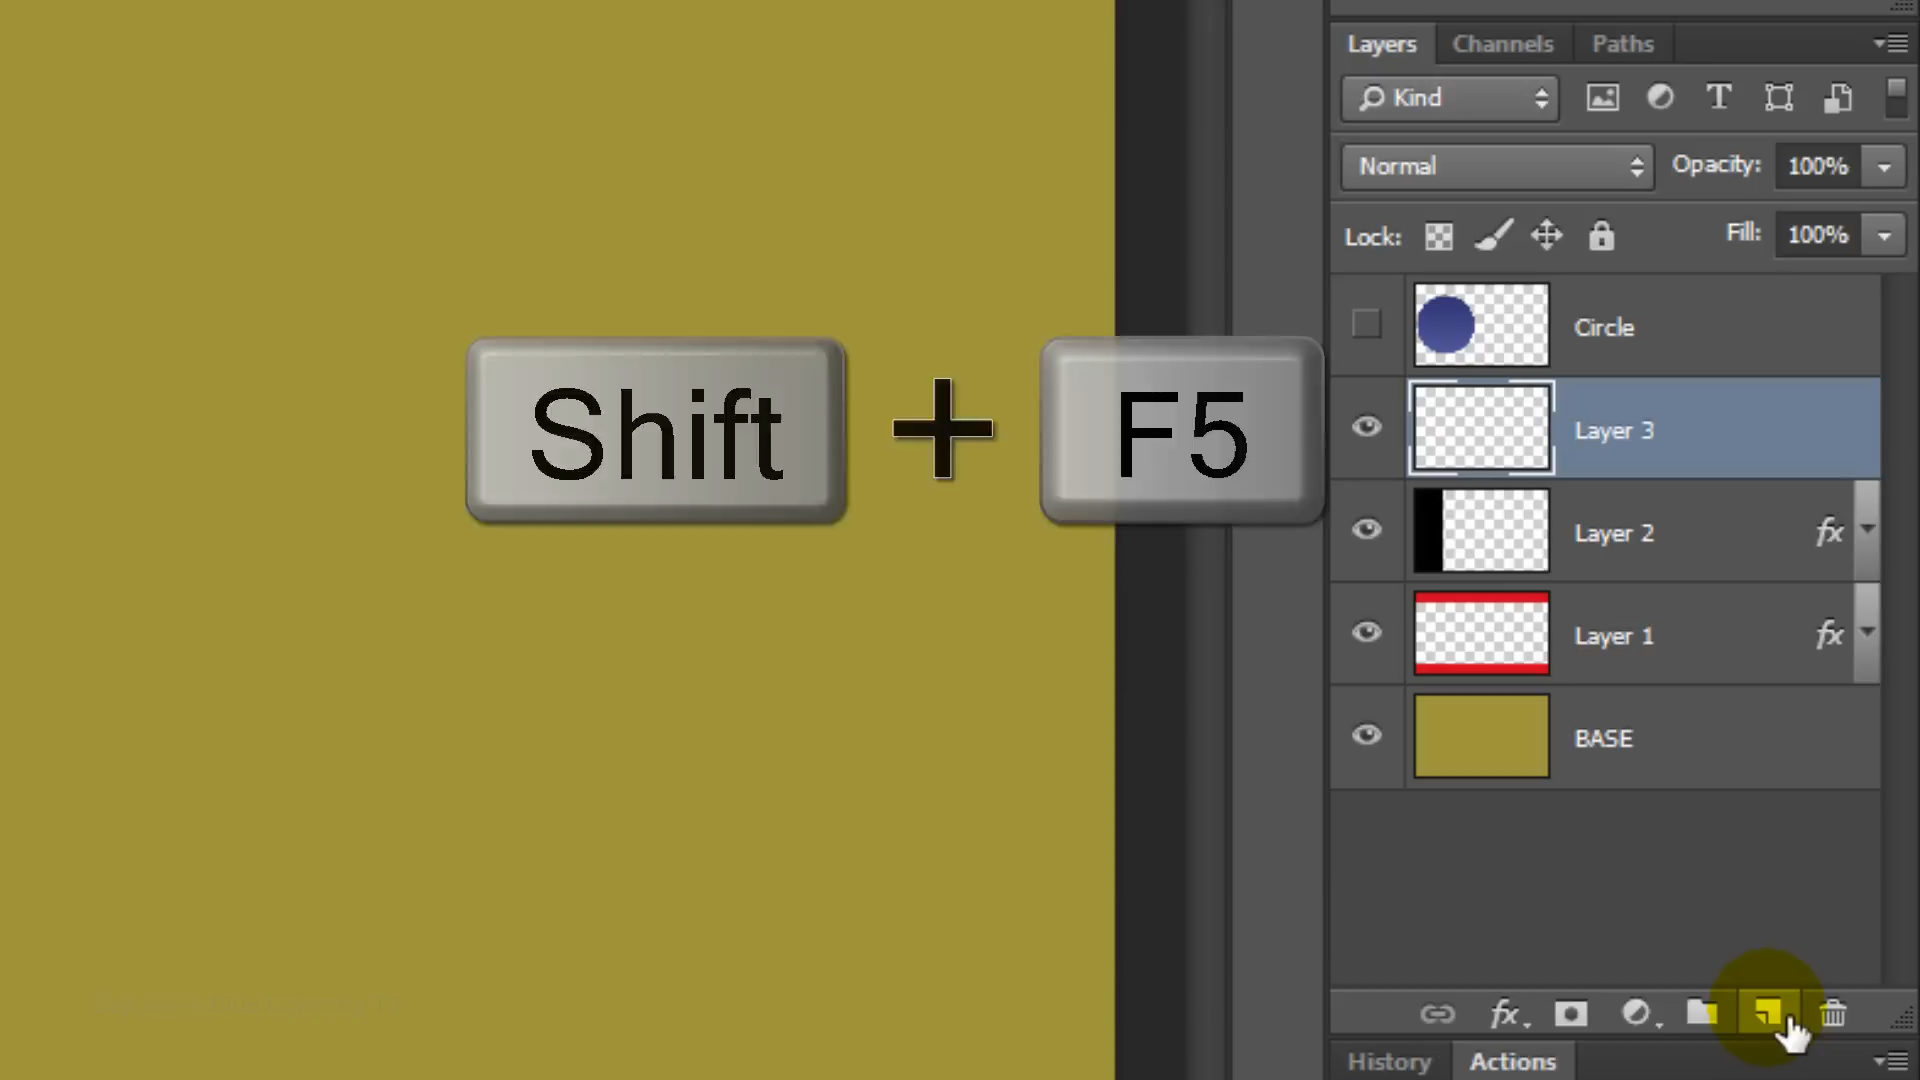 Layers Channels Paths
Kind T
Normal Opacity: 100%
Lock: Fill: 100%
Circle
Shift + F5
Layer 3
Layer 2 fx
Layer 1 fx
BASE
fx
History Actions